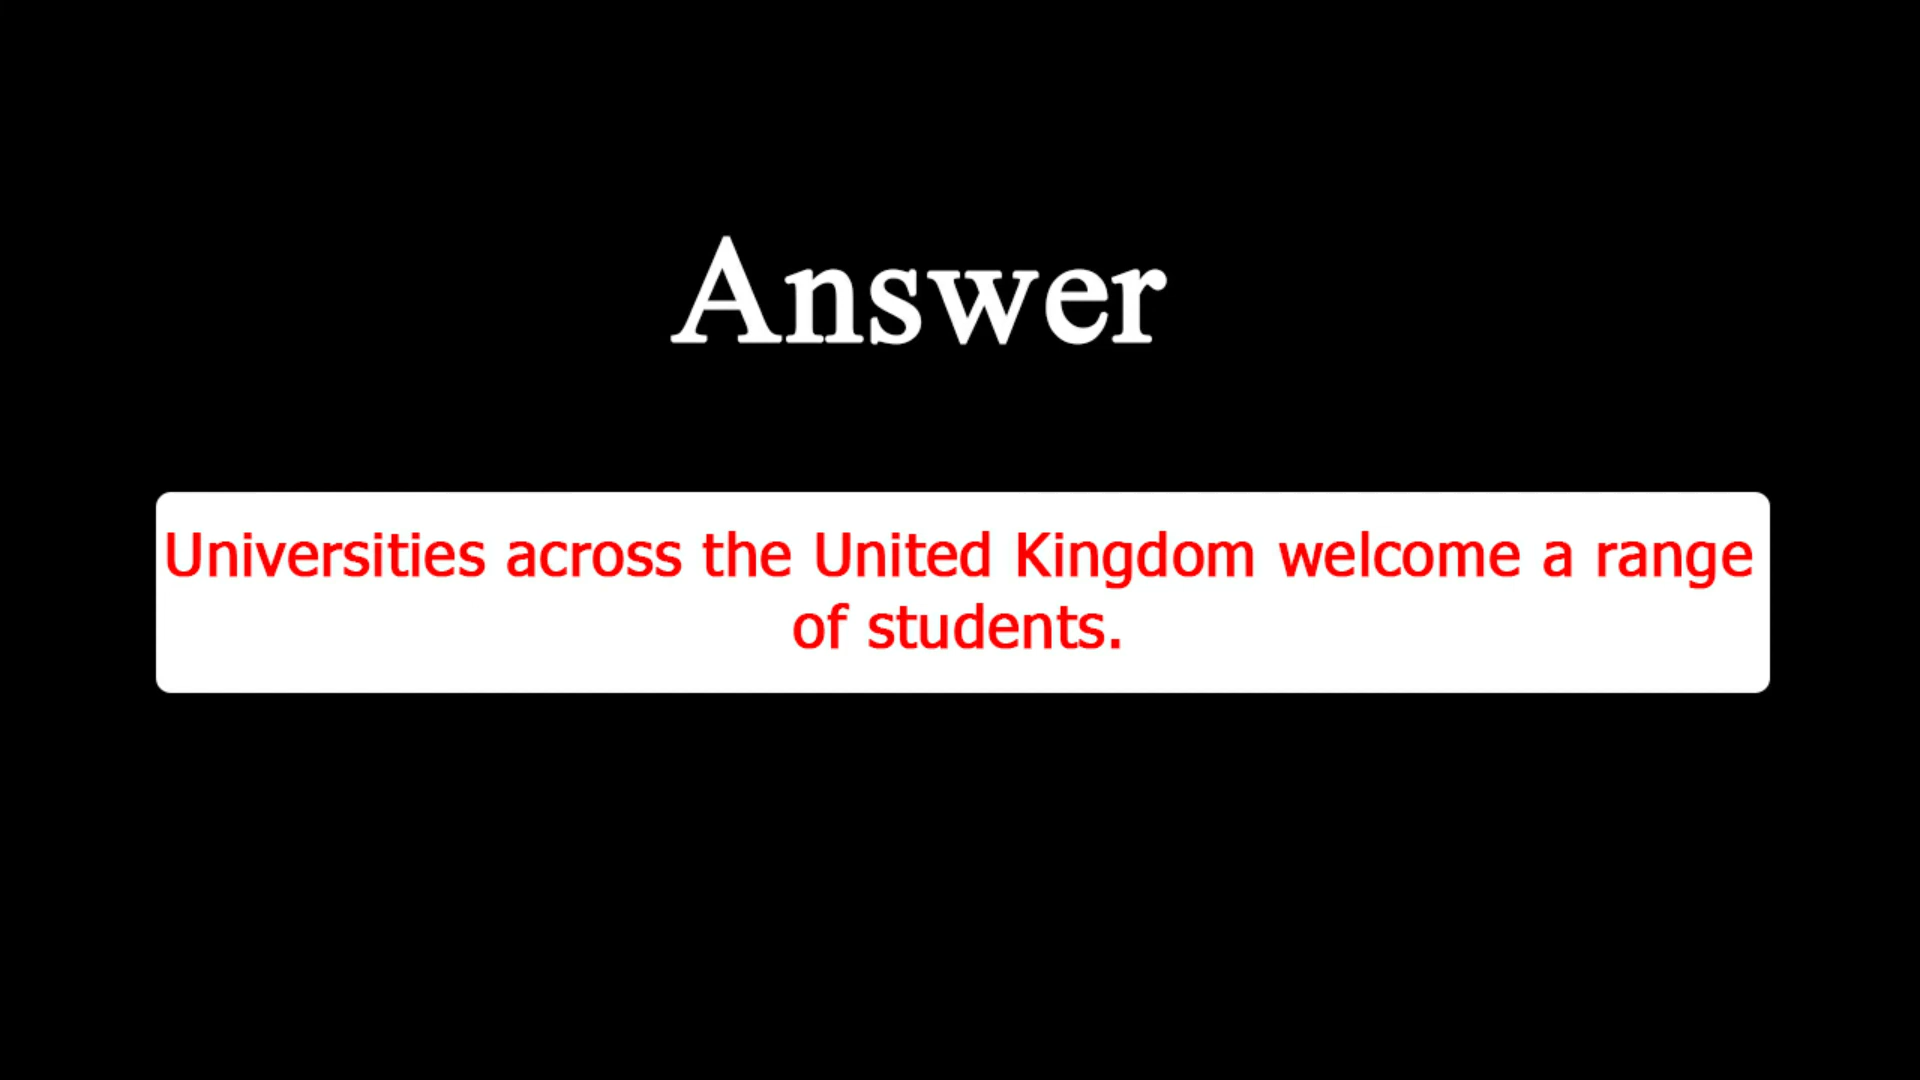 Answer
Universities across the United Kingdom welcome a range
of students.